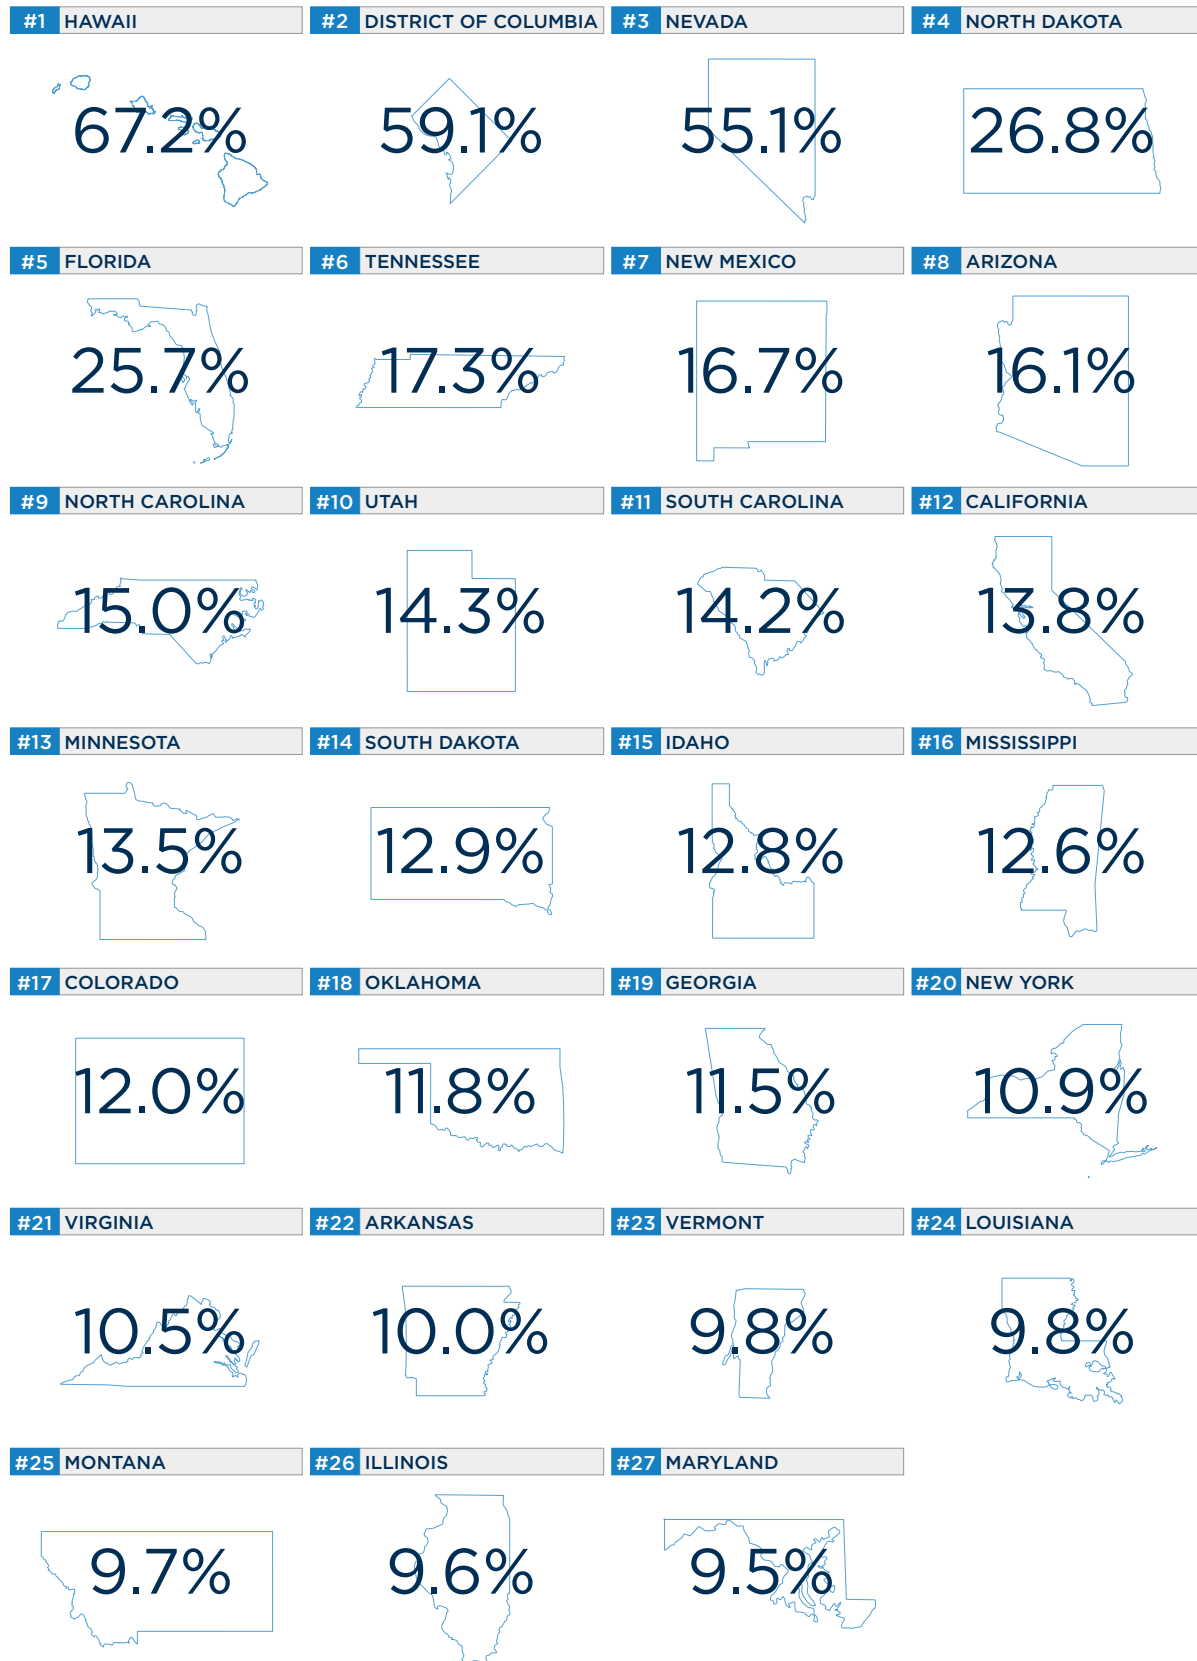 #1 HAWAII
67.2%
#2 DISTRICT OF COLUMBIA
59.1%
#3 NEVADA
55.1%
#4 NORTH DAKOTA
26.8%
#5 FLORIDA
25.7%
#6 TENNESSEE
17.3%
#7 NEW MEXICO
16.7%
#8 ARIZONA
16.1%
#9 NORTH CAROLINA
15.0%
#10 UTAH
14.3%
#11 SOUTH CAROLINA
14.2%
#12 CALIFORNIA
13.8%
#13 MINNESOTA
13.5%
#14 SOUTH DAKOTA
12.9%
#15 IDAHO
12.8%
#16 MISSISSIPPI
12.6%
#17 COLORADO
12.0%
#18 OKLAHOMA
11.8%
#19 GEORGIA
11.5%
#20 NEW YORK
10.9%
#21 VIRGINIA
10.5%
#22 ARKANSAS
10.0%
#23 VERMONT
9.8%
#24 LOUISIANA
9.8%
#25 MONTANA
9.7%
#26 ILLINOIS
9.6%
#27 MARYLAND
9.5%